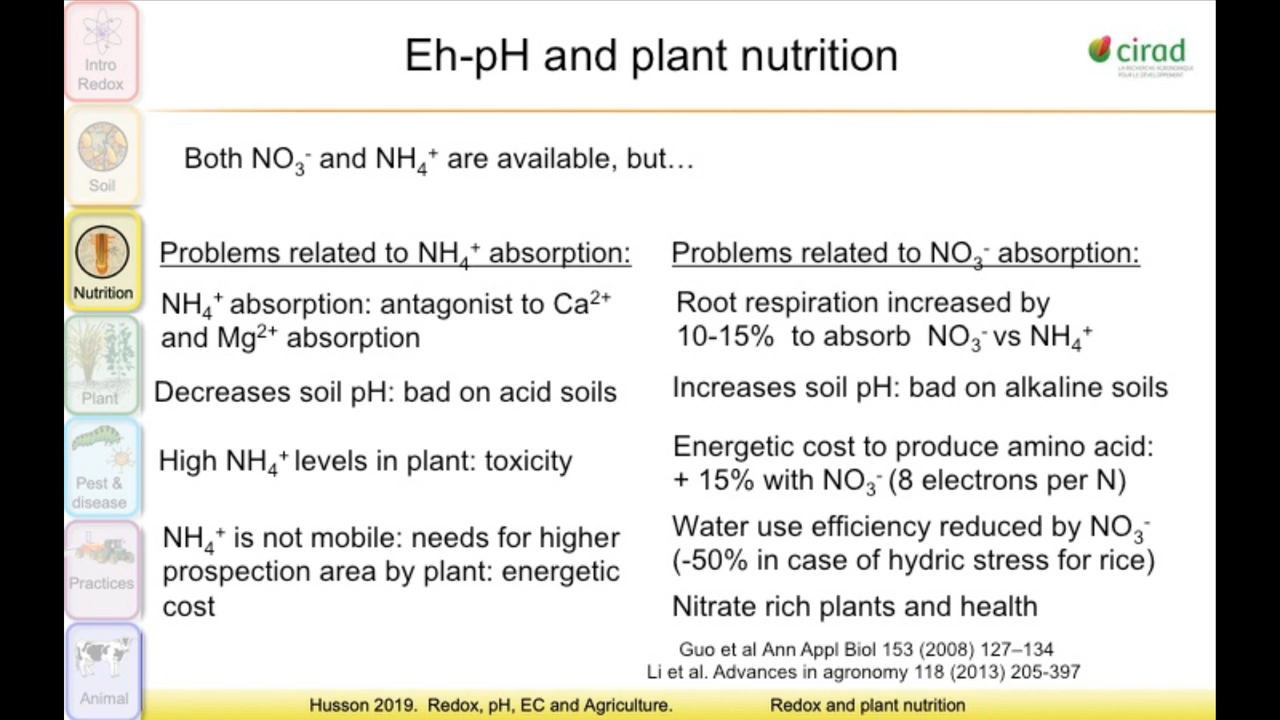 Eh-pH and plant nutrition
cirad
LA RECHERCHE AGRONOMIQUE
POUR LE DÉVELOPPEMENT
Intro
Redox
Soil
Nutrition
Plant
Pest &
disease
Practices
Animal
Both NO₃⁻ and NH₄⁺ are available, but…
Problems related to NH₄⁺ absorption:
NH₄⁺ absorption: antagonist to Ca²⁺
and Mg²⁺ absorption
Decreases soil pH: bad on acid soils
High NH₄⁺ levels in plant: toxicity
NH₄⁺ is not mobile: needs for higher
prospection area by plant: energetic
cost
Problems related to NO₃⁻ absorption:
Root respiration increased by
10-15% to absorb NO₃⁻ vs NH₄⁺
Increases soil pH: bad on alkaline soils
Energetic cost to produce amino acid:
+ 15% with NO₃⁻ (8 electrons per N)
Water use efficiency reduced by NO₃⁻
(-50% in case of hydric stress for rice)
Nitrate rich plants and health
Guo et al Ann Appl Biol 153 (2008) 127–134
Li et al. Advances in agronomy 118 (2013) 205-397
Husson 2019. Redox, pH, EC and Agriculture.
Redox and plant nutrition